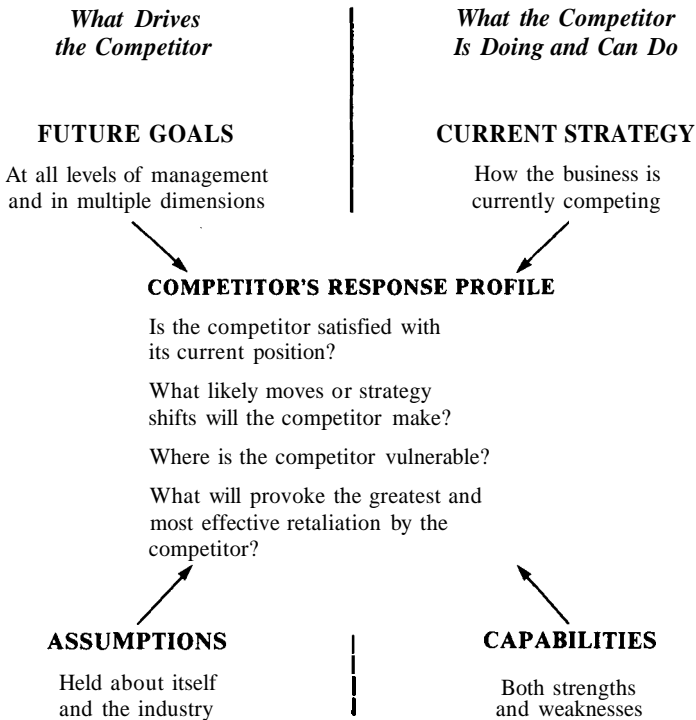 What Drives
the Competitor
What the Competitor
Is Doing and Can Do
FUTURE GOALS
At all levels of management
and in multiple dimensions
CURRENT STRATEGY
How the business is
currently competing
COMPETITOR'S RESPONSE PROFILE
Is the competitor satisfied with
its current position?
What likely moves or strategy
shifts will the competitor make?
Where is the competitor vulnerable?
What will provoke the greatest and
most effective retaliation by the
competitor?
ASSUMPTIONS
Held about itself
and the industry
CAPABILITIES
Both strengths
and weaknesses